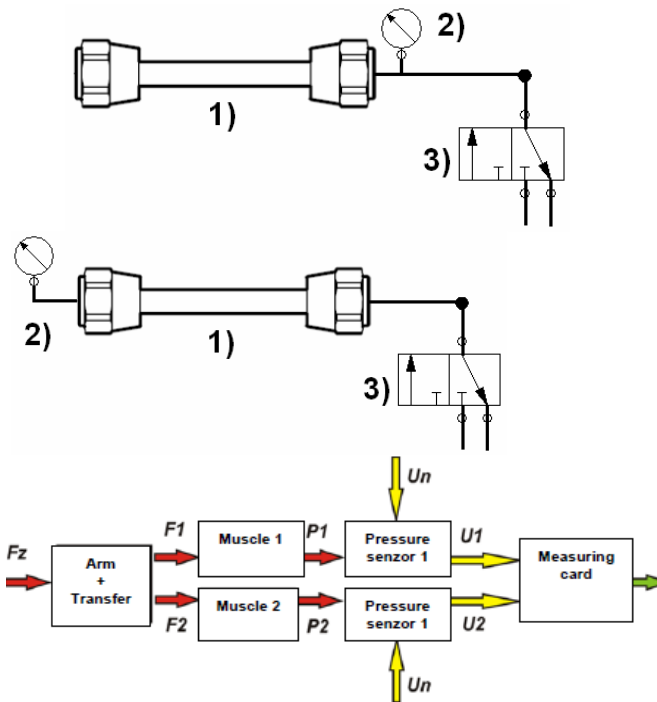 2)
1)
3)
2)
1)
3)
Un
Fz
Arm
+
Transfer
F1
F2
Muscle 1
Muscle 2
P1
P2
Pressure
senzor 1
Pressure
senzor 1
U1
U2
Measuring
card
Un